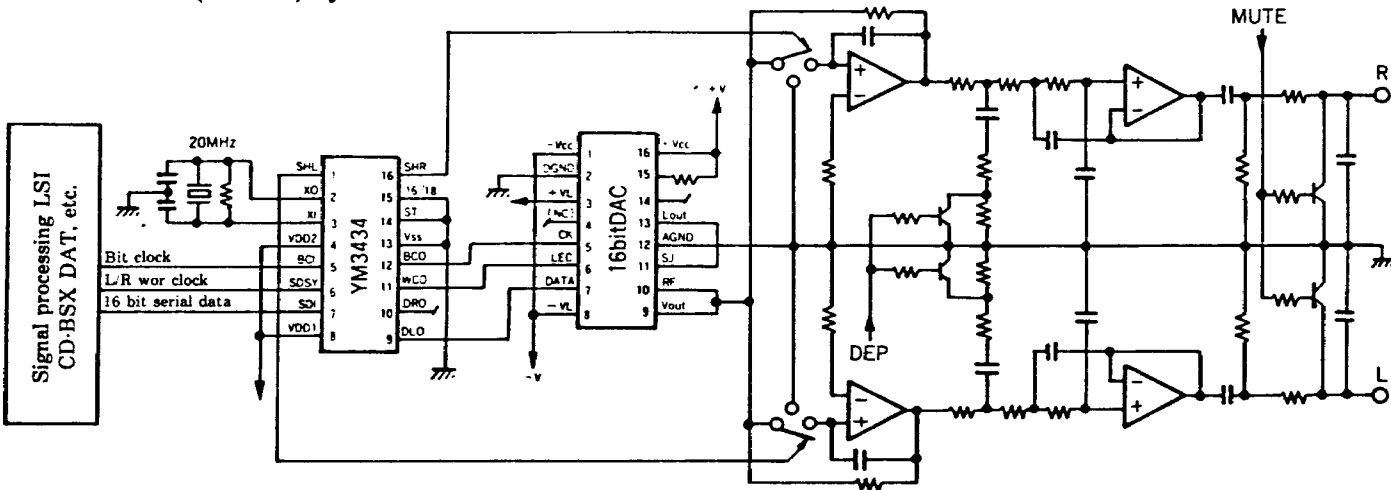 MUTE
R
+V
Signal processing LSI
CD·BSX DAT, etc.
20MHz
Bit clock
L/R wor clock
16 bit serial data
SHL
XO
XI
VDD2
BCI
SDSY
SDI
VDD1
1
2
3
4
5
6
7
8
YM3434
16
15
14
13
12
11
10
9
SHR
16/18
ST
Vss
BCO
WCO
DRO
DLO
-Vcc
DGND
+VL
(NC)
CK
LEC
DATA
-VL
1
2
3
4
5
6
7
8
16bitDAC
16
15
14
13
12
11
10
9
Vcc
Lout
AGND
SJ
RF
Vout
-V
+
-
+
-
DEP
-
+
-
+
L